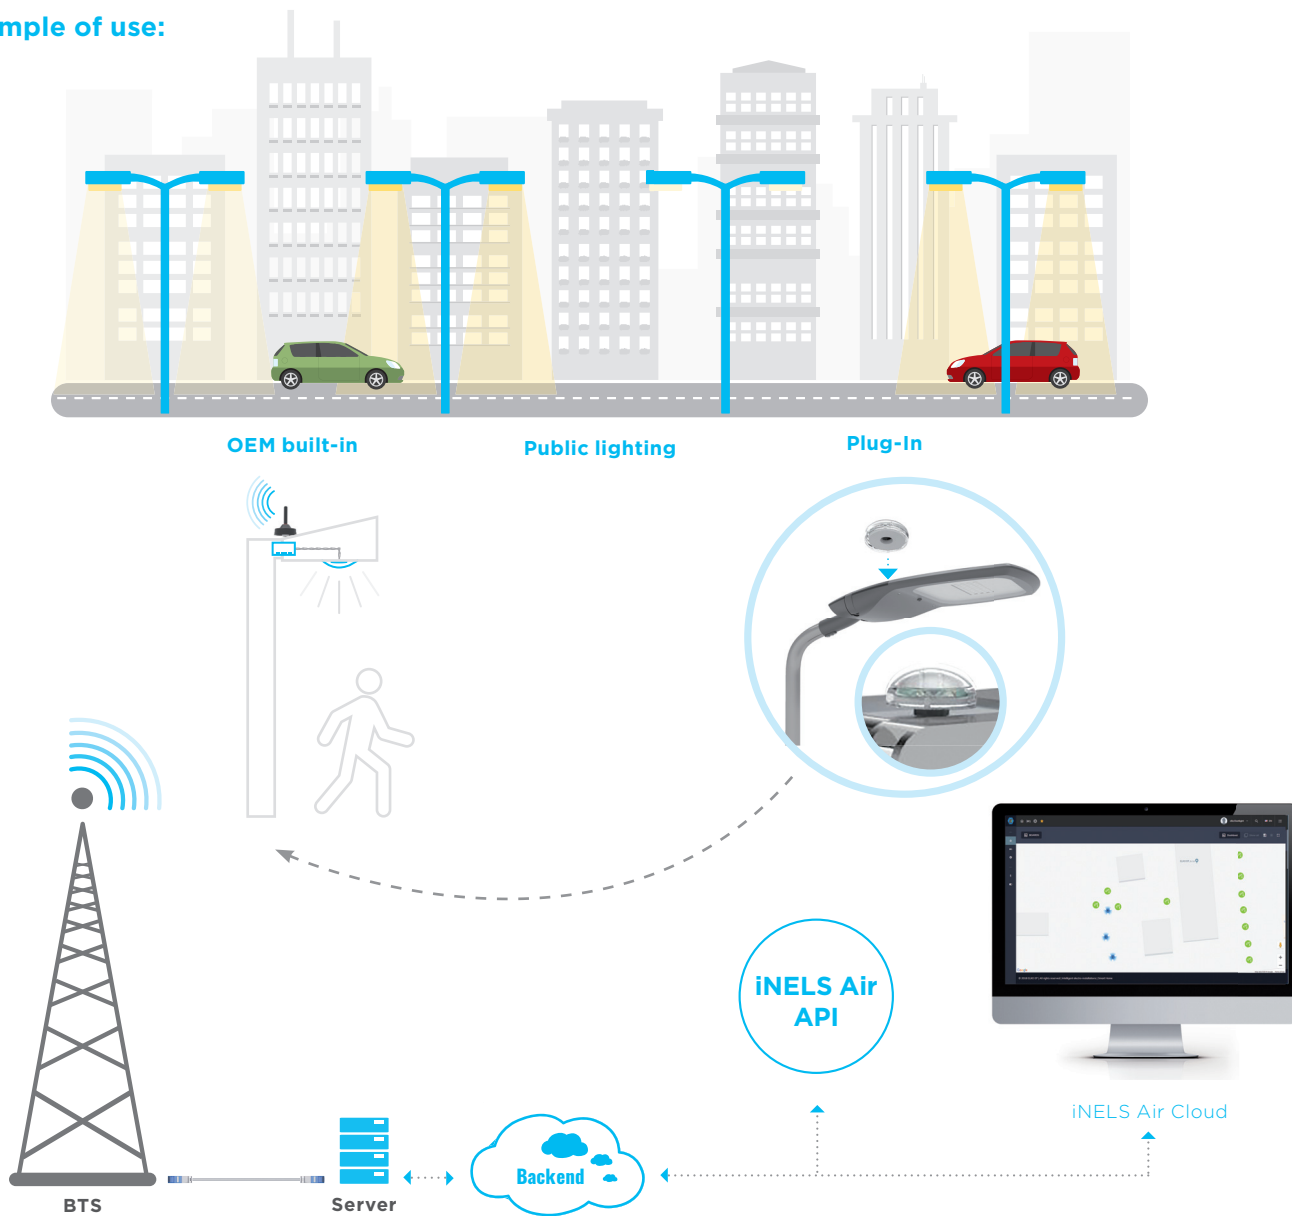 mple of use:
OEM built-in
Public lighting
Plug-In
iNELS Air
API
iNELS Air Cloud
Backend
BTS
Server